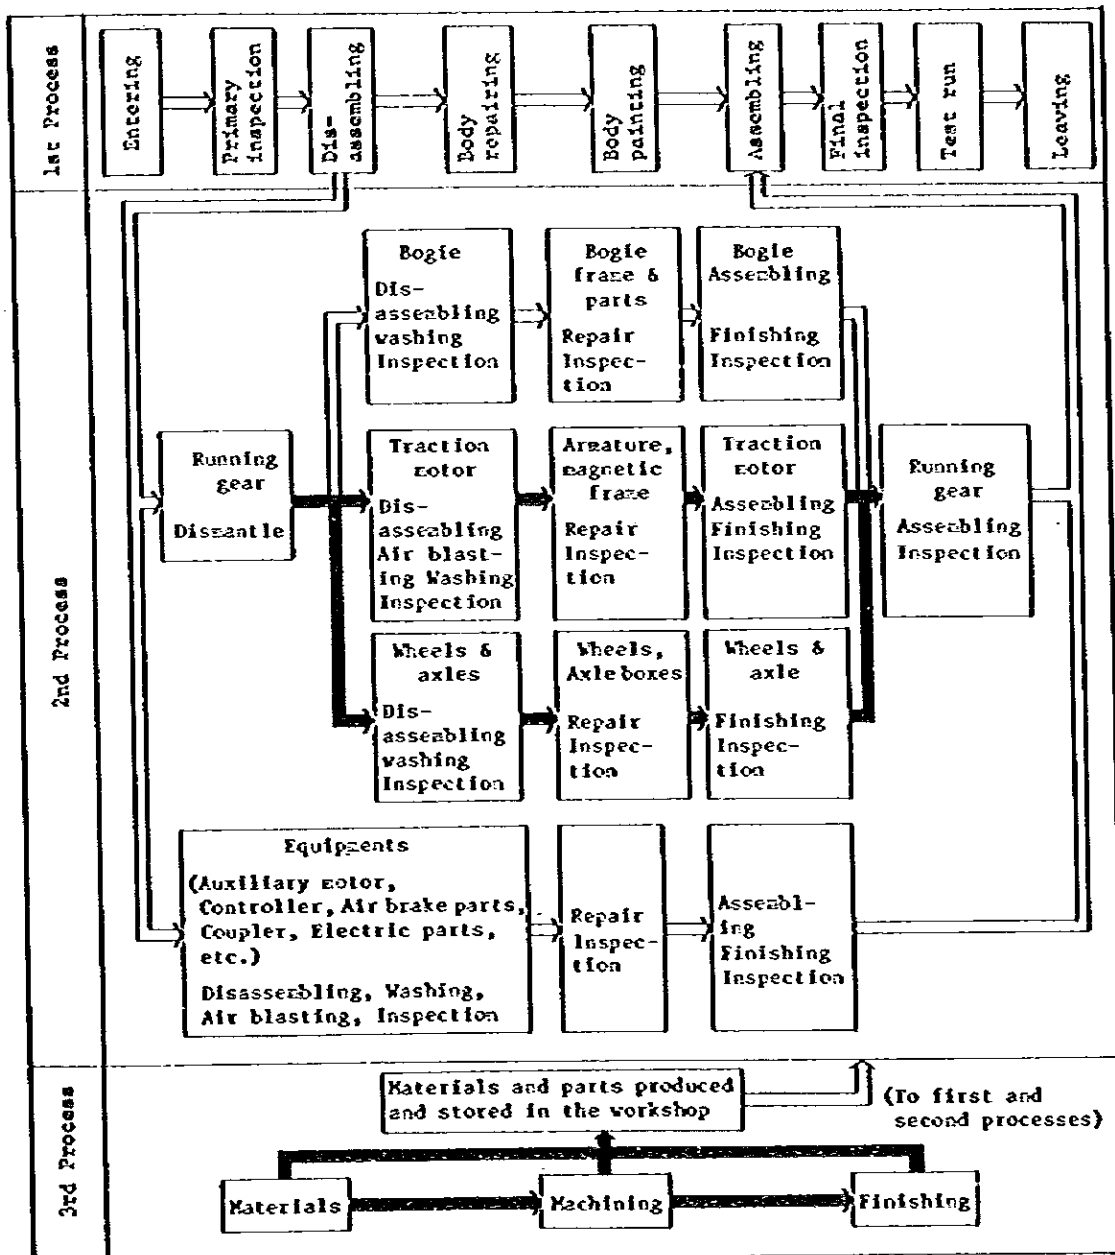 1st Process
Entering
Primary
inspection
Dis-
assembling
Body
repairing
Body
painting
Assembling
Final
inspection
Test run
Leaving
2nd Process
Running
gear
Dismantle
Bogie
Dis-
assembling
washing
Inspection
Bogie
frame &
parts
Repair
Inspec-
tion
Bogie
Assembling
Finishing
Inspection
Traction
motor
Dis-
assembling
Air blast-
ing Washing
Inspection
Armature,
magnetic
frame
Repair
Inspec-
tion
Traction
motor
Assembling
Finishing
Inspection
Running
gear
Assembling
Inspection
Wheels &
axles
Dis-
assembling
washing
Inspection
Wheels,
Axle boxes
Repair
Inspec-
tion
Wheels &
axle
Finishing
Inspec-
tion
Equipments
(Auxiliary motor,
Controller, Air brake parts,
Coupler, Electric parts,
etc.)
Disassembling, Washing,
Air blasting, Inspection
Repair
Inspec-
tion
Assembl-
ing
Finishing
Inspection
3rd Process
Materials and parts produced
and stored in the workshop
(To first and
second processes)
Materials
Machining
Finishing